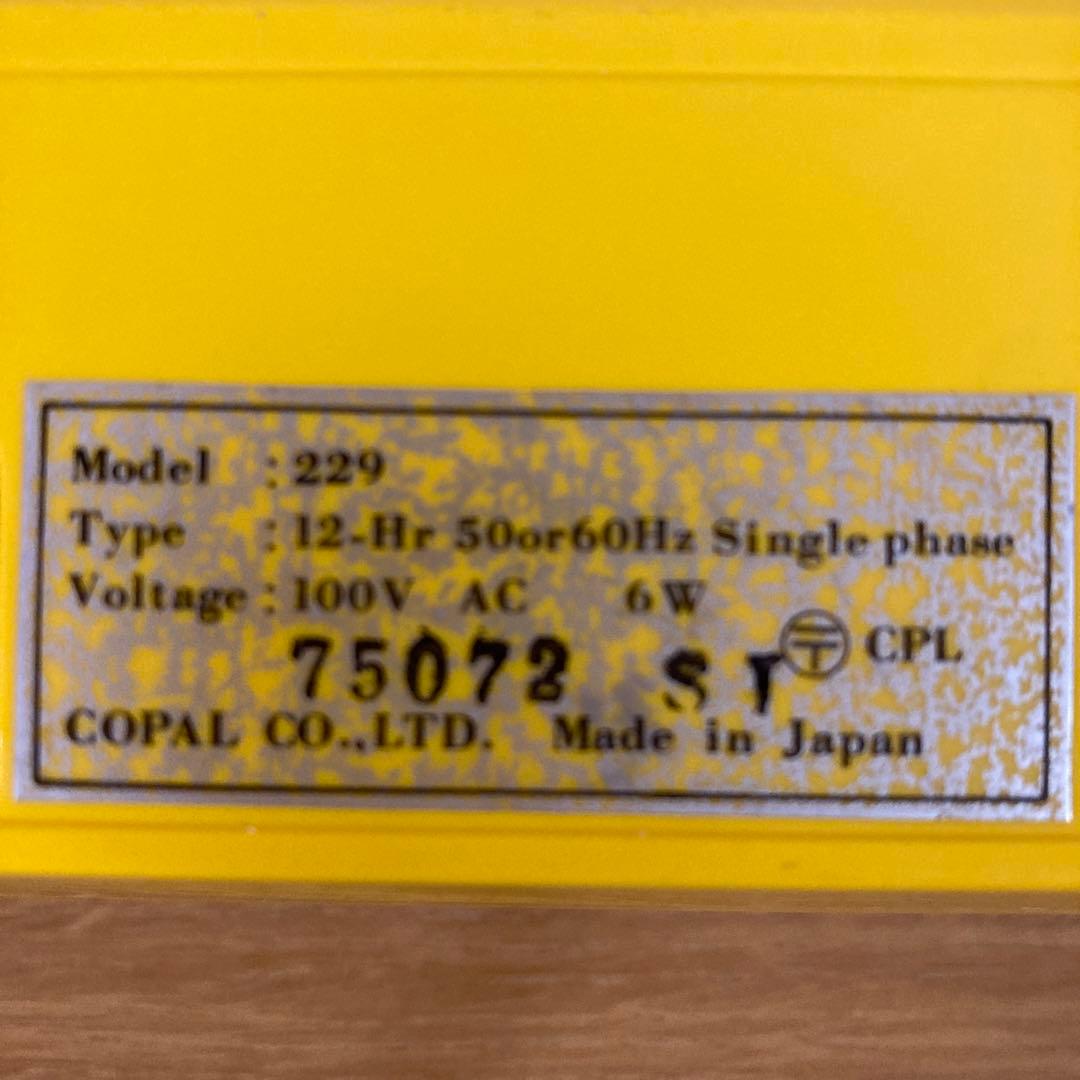 Model : 229
Type : 12-Hr 50or60Hz Single phase
Voltage : 100V AC 6W
75072 〒 CPL
COPAL CO.,LTD. Made in Japan